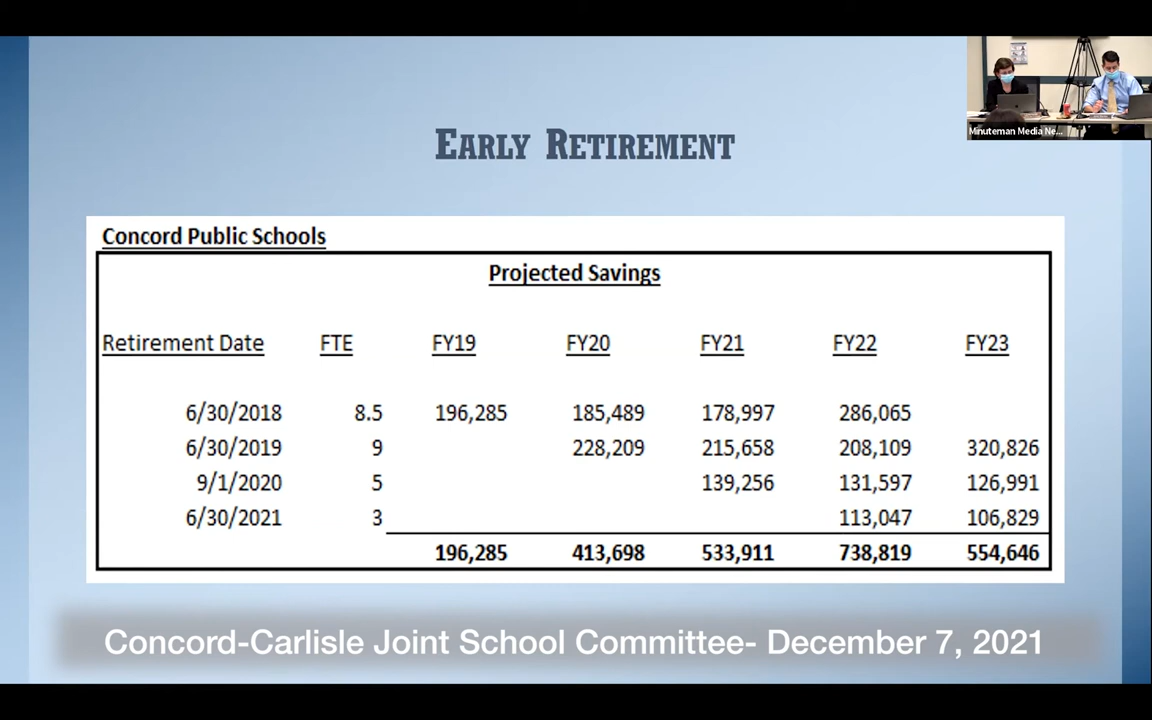 Minuteman Media Ne...
EARLY RETIREMENT
Concord Public Schools
Projected Savings
Retirement Date FTE FY19 FY20 FY21 FY22 FY23
6/30/2018 8.5 196,285 185,489 178,997 286,065
6/30/2019 9 228,209 215,658 208,109 320,826
9/1/2020 5 139,256 131,597 126,991
6/30/2021 3 113,047 106,829
196,285 413,698 533,911 738,819 554,646
Concord-Carlisle Joint School Committee- December 7, 2021